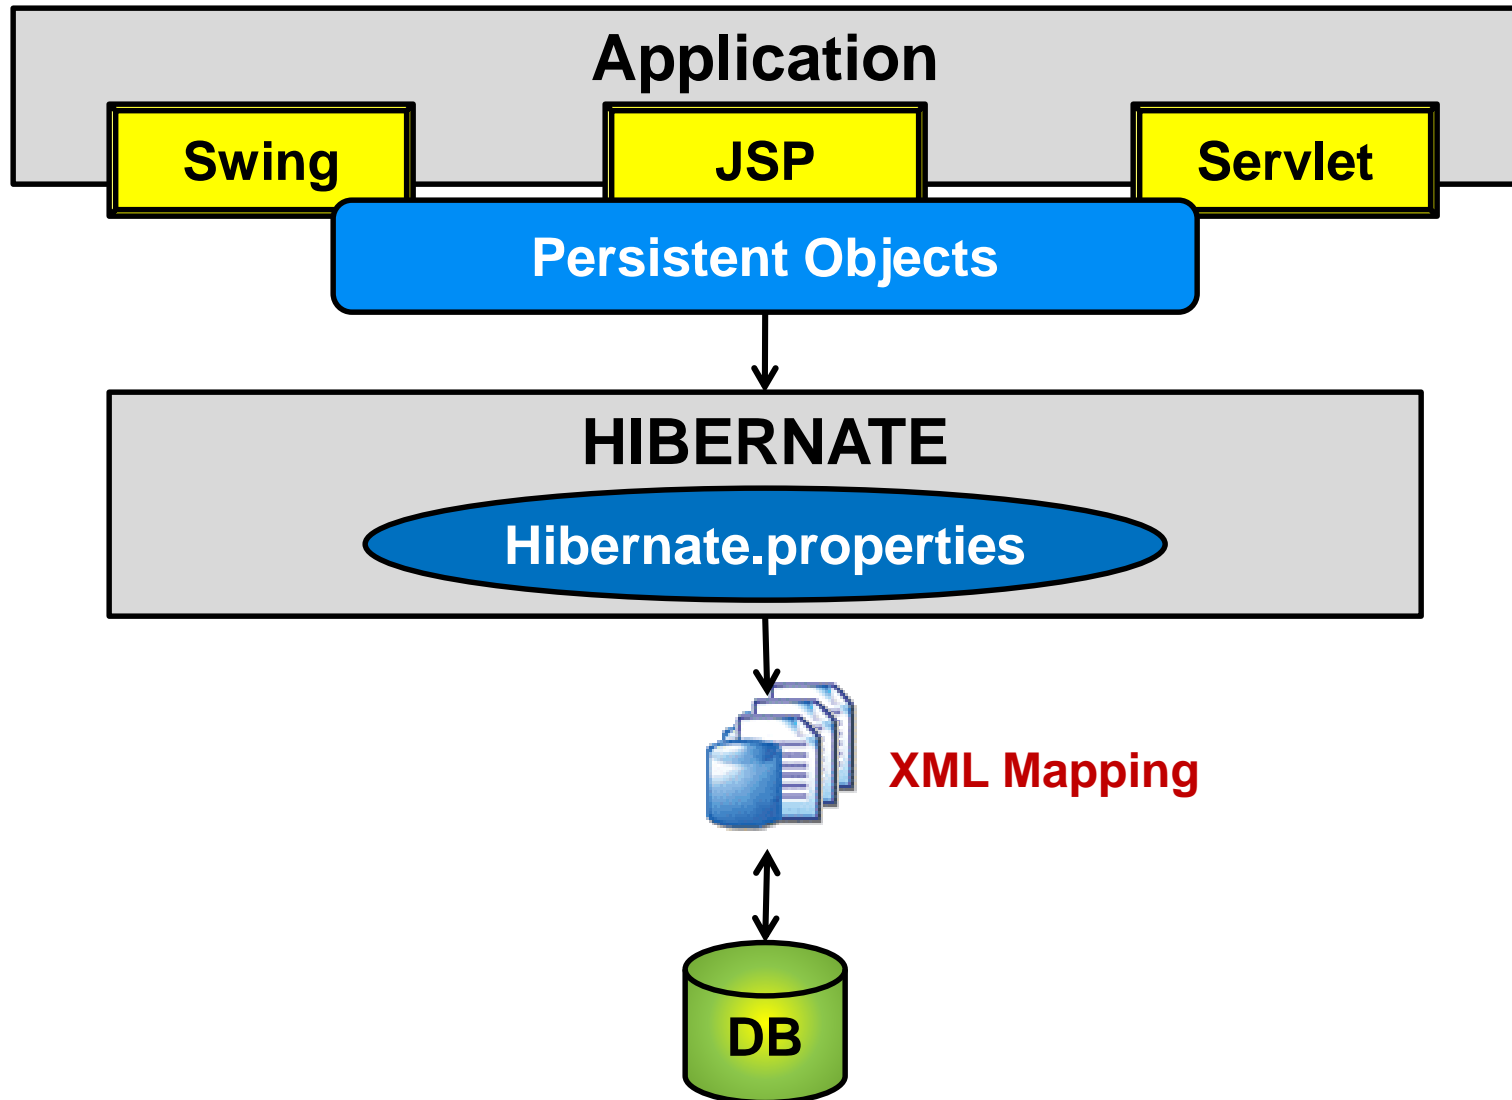 Application
Swing
JSP
Servlet
Persistent Objects
HIBERNATE
Hibernate.properties
XML Mapping
DB